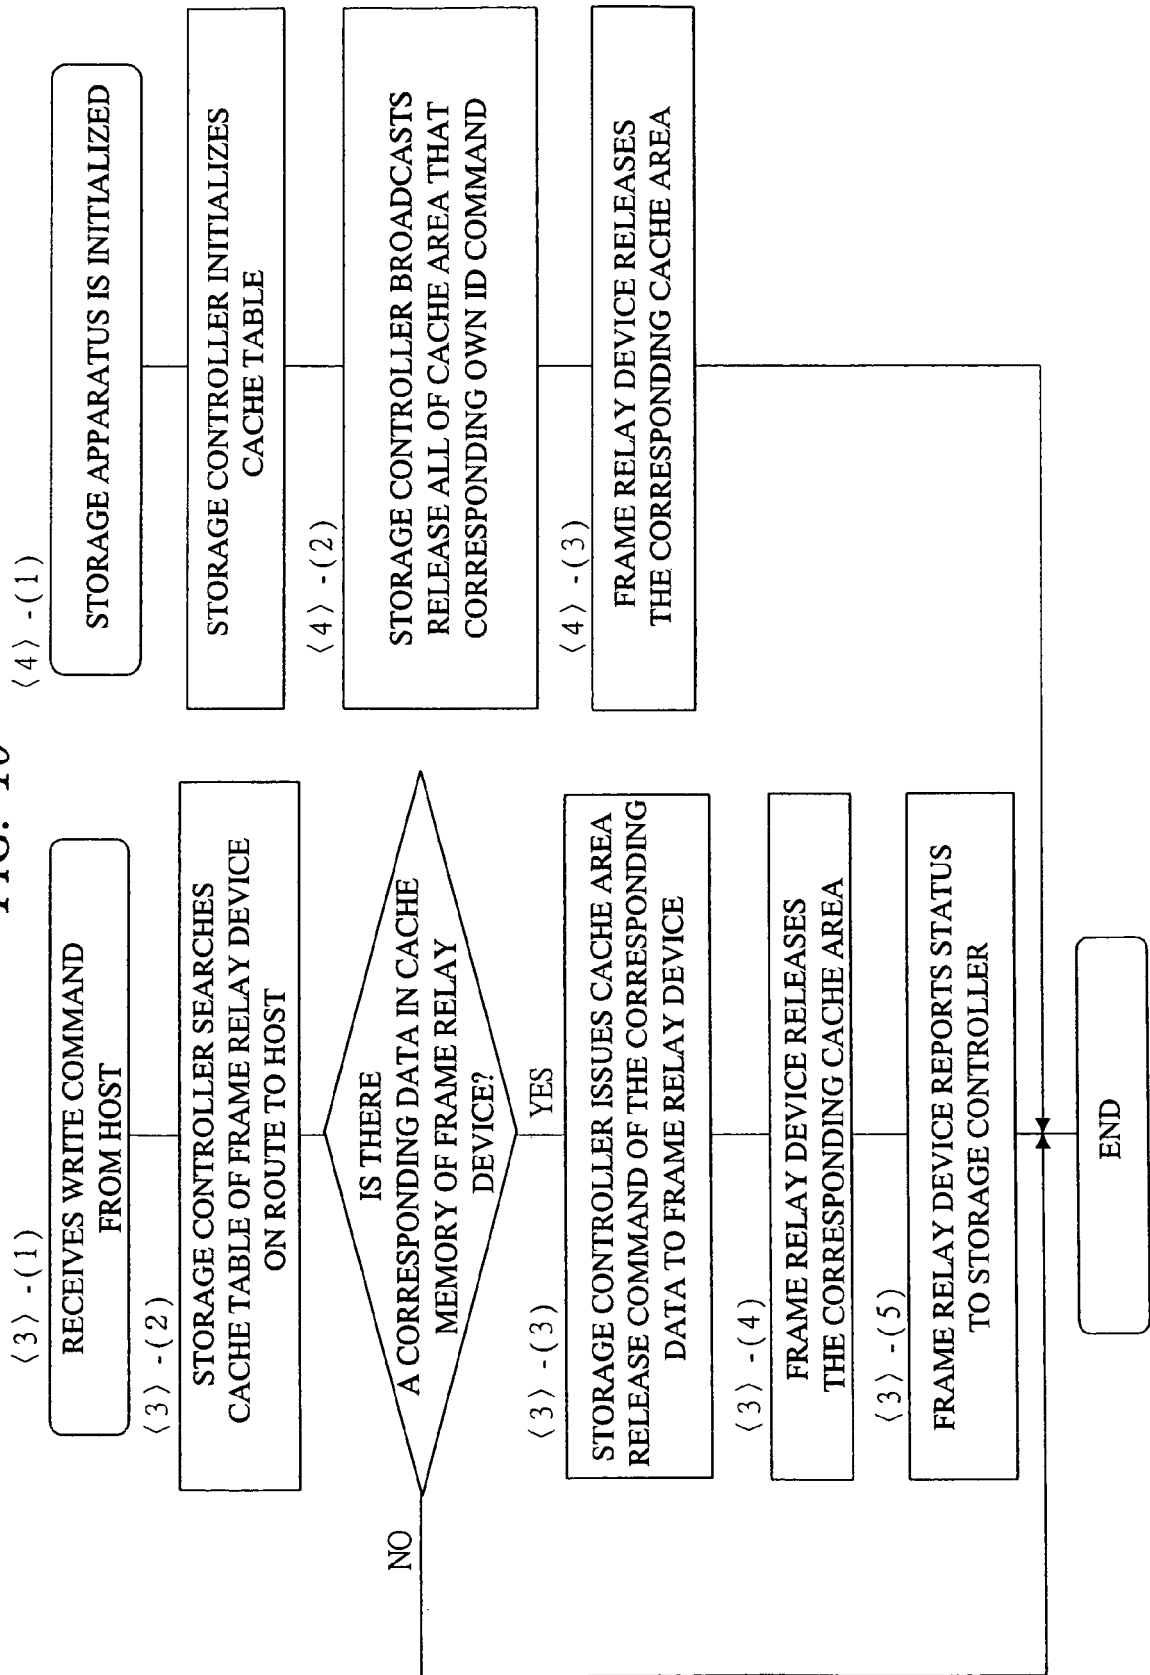 FIG. 10
⟨3⟩ -(1)
RECEIVES WRITE COMMAND
FROM HOST
⟨3⟩ -(2)
STORAGE CONTROLLER SEARCHES
CACHE TABLE OF FRAME RELAY DEVICE
ON ROUTE TO HOST
IS THERE
A CORRESPONDING DATA IN CACHE
MEMORY OF FRAME RELAY
DEVICE?
NO
YES
⟨3⟩ -(3)
STORAGE CONTROLLER ISSUES CACHE AREA
RELEASE COMMAND OF THE CORRESPONDING
DATA TO FRAME RELAY DEVICE
⟨3⟩ -(4)
FRAME RELAY DEVICE RELEASES
THE CORRESPONDING CACHE AREA
⟨3⟩ -(5)
FRAME RELAY DEVICE REPORTS STATUS
TO STORAGE CONTROLLER
END
⟨4⟩ -(1)
STORAGE APPARATUS IS INITIALIZED
STORAGE CONTROLLER INITIALIZES
CACHE TABLE
⟨4⟩ -(2)
STORAGE CONTROLLER BROADCASTS
RELEASE ALL OF CACHE AREA THAT
CORRESPONDING OWN ID COMMAND
⟨4⟩ -(3)
FRAME RELAY DEVICE RELEASES
THE CORRESPONDING CACHE AREA